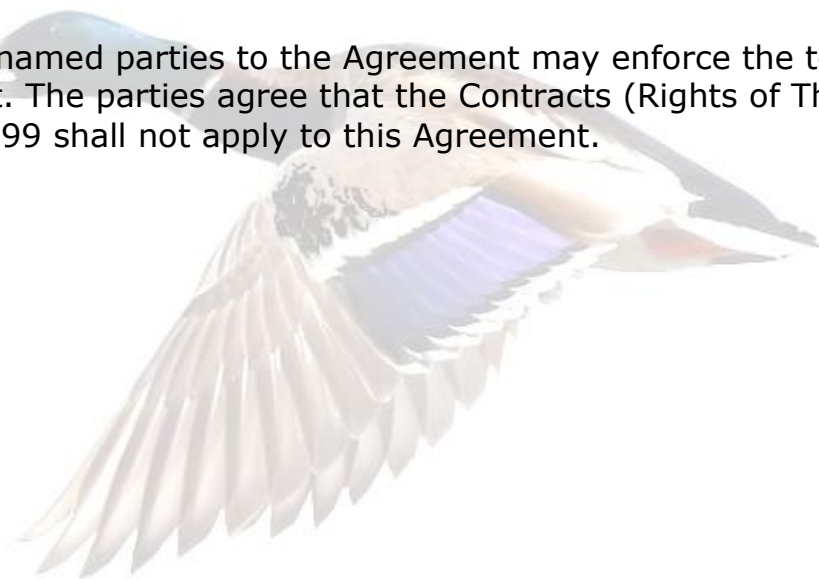 named parties to the Agreement may enforce the t
t. The parties agree that the Contracts (Rights of Th
99 shall not apply to this Agreement.